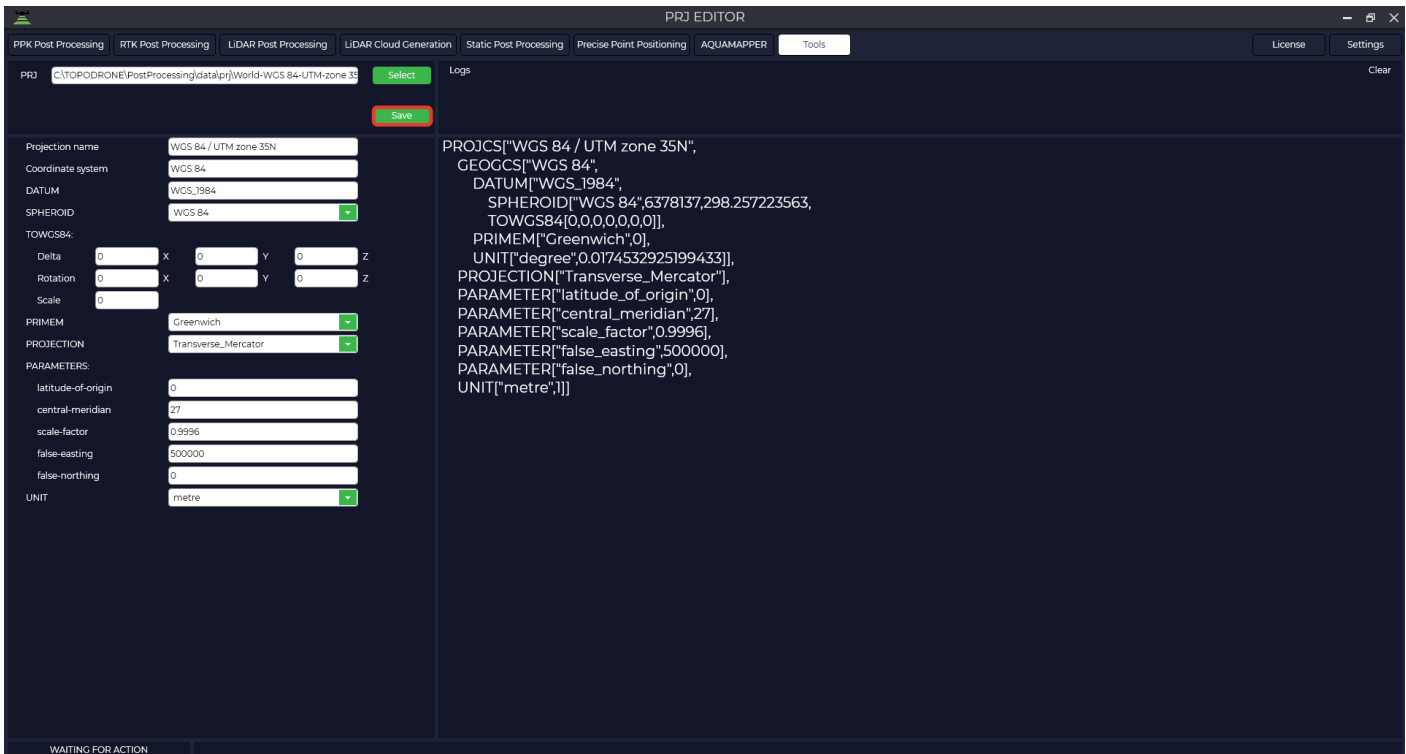 PRJ EDITOR
PPK Post Processing RTK Post Processing LiDAR Post Processing LiDAR Cloud Generation Static Post Processing Precise Point Positioning AQUAMAPPER Tools License Settings
PRJ C:\TOPODRONE\PostProcessing\data\prj\World-WGS 84-UTM-zone 35 Select
Save
Logs Clear
Projection name WGS 84 / UTM zone 35N
Coordinate system WGS 84
DATUM WGS_1984
SPHEROID WGS 84
TOWGS84:
Delta 0 X 0 Y 0 Z
Rotation 0 X 0 Y 0 Z
Scale 0
PRIMEM Greenwich
PROJECTION Transverse_Mercator
PARAMETERS:
latitude-of-origin 0
central-meridian 27
scale-factor 0.9996
false-easting 500000
false-northing 0
UNIT metre
PROJCS["WGS 84 / UTM zone 35N",
GEOGCS["WGS 84",
DATUM["WGS_1984",
SPHEROID["WGS 84",6378137,298.257223563,
TOWGS84[0,0,0,0,0,0,0]],
PRIMEM["Greenwich",0],
UNIT["degree",0.0174532925199433]],
PROJECTION["Transverse_Mercator"],
PARAMETER["latitude_of_origin",0],
PARAMETER["central_meridian",27],
PARAMETER["scale_factor",0.9996],
PARAMETER["false_easting",500000],
PARAMETER["false_northing",0],
UNIT["metre",1]]
WAITING FOR ACTION